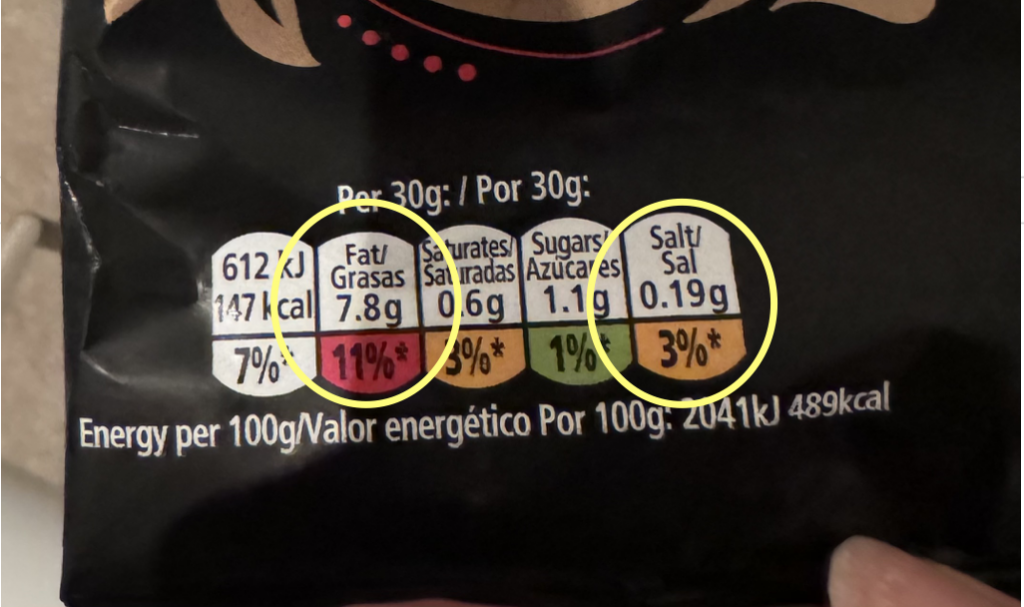 Per 30g: / Por 30g:
612 kJ
147 kcal
7%*
Fat/
Grasas
7.8g
11%*
Saturates/
Saturadas
0.6g
3%*
Sugars/
Azúcares
1.1g
1%*
Salt/
Sal
0.19g
3%*
Energy per 100g/Valor energético Por 100g: 2041kJ 489kcal